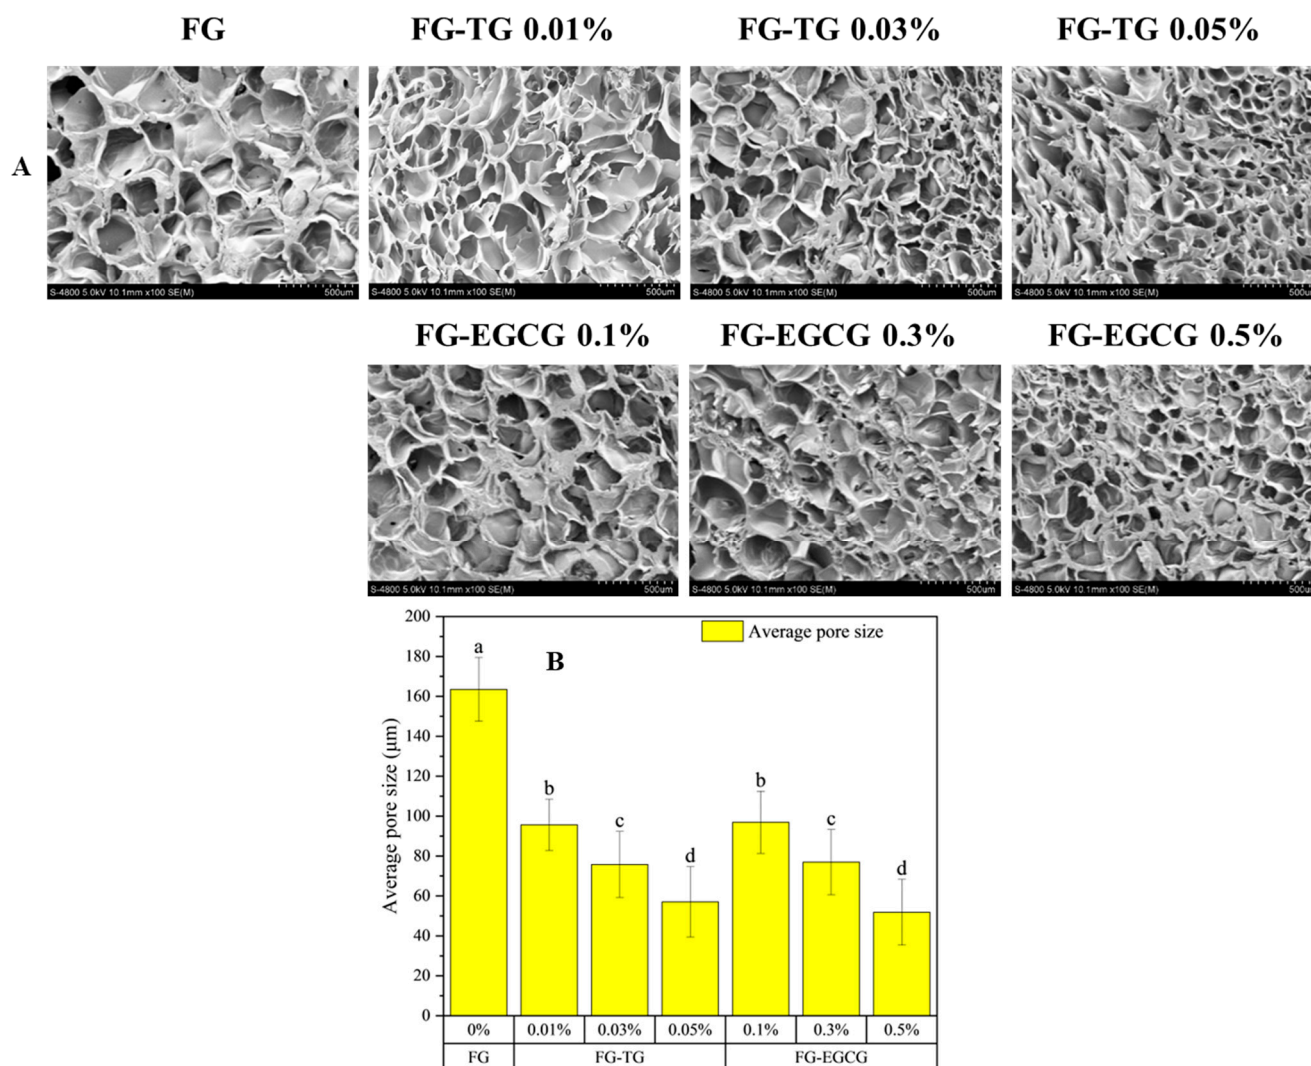 FG FG-TG 0.01% FG-TG 0.03% FG-TG 0.05%
A
S-4800 5.0kV 10.1mm x100 SE(M) 500um S-4800 5.0kV 10.1mm x100 SE(M) 500um S-4800 5.0kV 10.1mm x100 SE(M) 500um S-4800 5.0kV 10.1mm x100 SE(M) 500um
FG-EGCG 0.1% FG-EGCG 0.3% FG-EGCG 0.5%
S-4800 5.0kV 10.1mm x100 SE(M) 500um S-4800 5.0kV 10.1mm x100 SE(M) 500um S-4800 5.0kV 10.1mm x100 SE(M) 500um
B
Average pore size
Average pore size (μm)
200
180
160
140
120
100
80
60
40
20
0
a b c d b c d
0% 0.01% 0.03% 0.05% 0.1% 0.3% 0.5%
FG FG-TG FG-EGCG